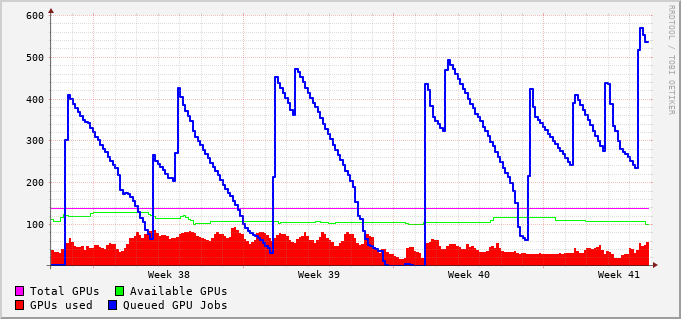 600
500
400
300
200
100
Week 38 Week 39 Week 40 Week 41
Total GPUs Available GPUs
GPUs used Queued GPU Jobs
RRDTOOL / TOBI OETIKER